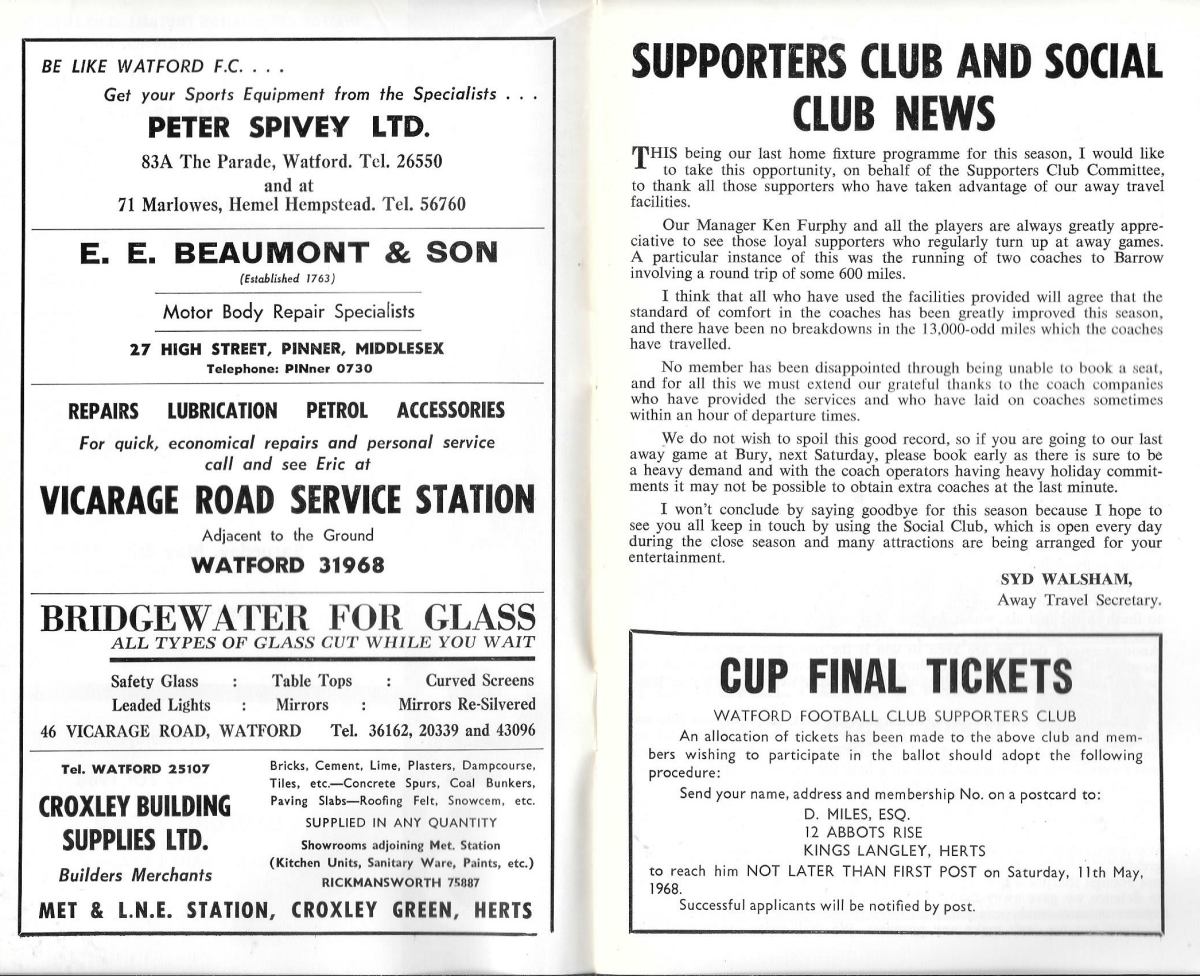 BE LIKE WATFORD F.C. . . .
Get your Sports Equipment from the Specialists . . .
PETER SPIVEY LTD.
83A The Parade, Watford. Tel. 26550
and at
71 Marlowes, Hemel Hempstead. Tel. 56760
E. E. BEAUMONT & SON
(Established 1763)
Motor Body Repair Specialists
27 HIGH STREET, PINNER, MIDDLESEX
Telephone: PINner 0730
REPAIRS LUBRICATION PETROL ACCESSORIES
For quick, economical repairs and personal service
call and see Eric at
VICARAGE ROAD SERVICE STATION
Adjacent to the Ground
WATFORD 31968
BRIDGEWATER FOR GLASS
ALL TYPES OF GLASS CUT WHILE YOU WAIT
Safety Glass : Table Tops : Curved Screens
Leaded Lights : Mirrors : Mirrors Re-Silvered
46 VICARAGE ROAD, WATFORD Tel. 36162, 20339 and 43096
Tel. WATFORD 25107
CROXLEY BUILDING
SUPPLIES LTD.
Builders Merchants
Bricks, Cement, Lime, Plasters, Dampcourse,
Tiles, etc.—Concrete Spurs, Coal Bunkers,
Paving Slabs—Roofing Felt, Snowcem, etc.
SUPPLIED IN ANY QUANTITY
Showrooms adjoining Met. Station
(Kitchen Units, Sanitary Ware, Paints, etc.)
RICKMANSWORTH 75887
MET & L.N.E. STATION, CROXLEY GREEN, HERTS
SUPPORTERS CLUB AND SOCIAL
CLUB NEWS
THIS being our last home fixture programme for this season, I would like
to take this opportunity, on behalf of the Supporters Club Committee,
to thank all those supporters who have taken advantage of our away travel
facilities.
Our Manager Ken Furphy and all the players are always greatly appre-
ciative to see those loyal supporters who regularly turn up at away games.
A particular instance of this was the running of two coaches to Barrow
involving a round trip of some 600 miles.
I think that all who have used the facilities provided will agree that the
standard of comfort in the coaches has been greatly improved this season,
and there have been no breakdowns in the 13,000-odd miles which the coaches
have travelled.
No member has been disappointed through being unable to book a seat,
and for all this we must extend our grateful thanks to the coach companies
who have provided the services and who have laid on coaches sometimes
within an hour of departure times.
We do not wish to spoil this good record, so if you are going to our last
away game at Bury, next Saturday, please book early as there is sure to be
a heavy demand and with the coach operators having heavy holiday commit-
ments it may not be possible to obtain extra coaches at the last minute.
I won't conclude by saying goodbye for this season because I hope to
see you all keep in touch by using the Social Club, which is open every day
during the close season and many attractions are being arranged for your
entertainment.
SYD WALSHAM,
Away Travel Secretary.
CUP FINAL TICKETS
WATFORD FOOTBALL CLUB SUPPORTERS CLUB
An allocation of tickets has been made to the above club and mem-
bers wishing to participate in the ballot should adopt the following
procedure:
Send your name, address and membership No. on a postcard to:
D. MILES, ESQ.
12 ABBOTS RISE
KINGS LANGLEY, HERTS
to reach him NOT LATER THAN FIRST POST on Saturday, 11th May,
1968.
Successful applicants will be notified by post.